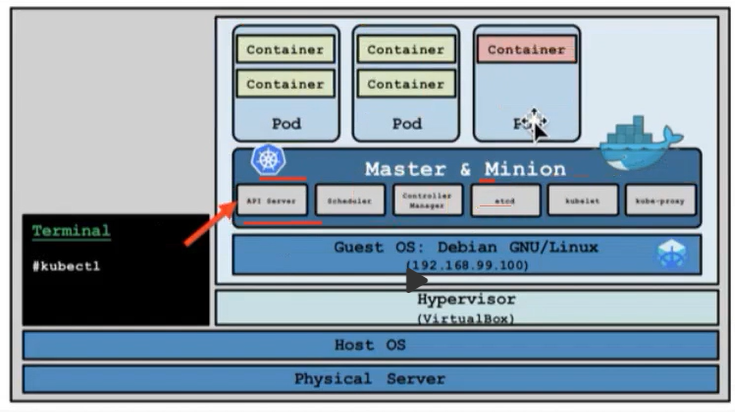 Container
Container
Pod
Container
Container
Pod
Container
Master & Minion
API Server
Scheduler
Controller
Manager
etcd
kubelet
kube-proxy
Terminal
#kubectl
Guest OS: Debian GNU/Linux
(192.168.99.100)
Hypervisor
(VirtualBox)
Host OS
Physical Server